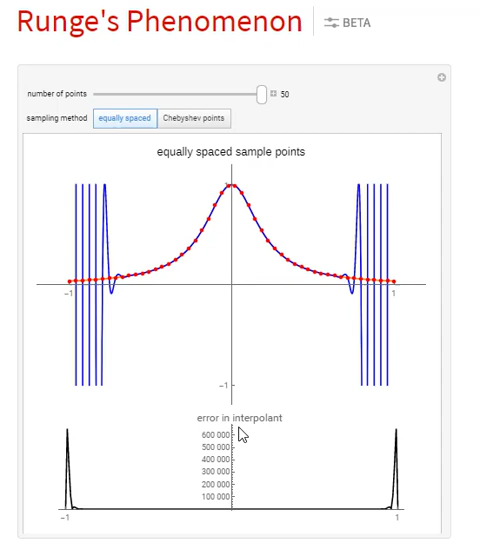 Runge's Phenomenon
BETA
number of points 50
sampling method equally spaced Chebyshev points
equally spaced sample points
1
-1 1
-1
error in interpolant
600 000
500 000
400 000
300 000
200 000
100 000
-1 1